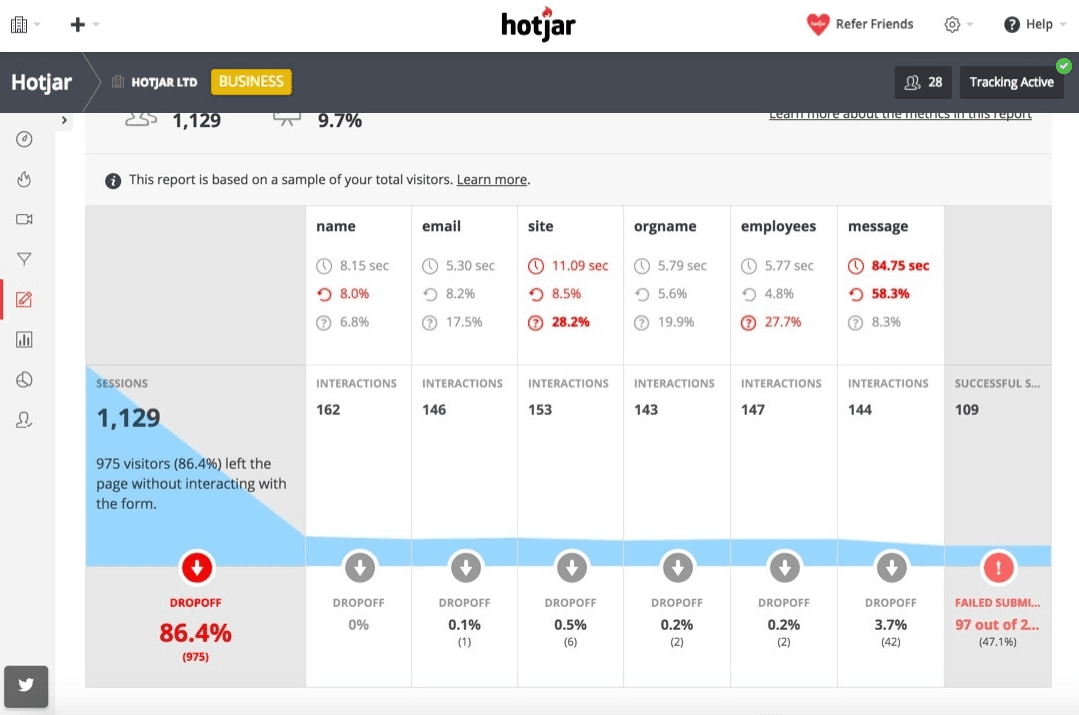 hotjar
Refer Friends
Help
Hotjar
HOTJAR LTD
BUSINESS
28
Tracking Active
1,129
9.7%
Learn more about the metrics in this report
This report is based on a sample of your total visitors. Learn more.
name email site orgname employees message
8.15 sec 5.30 sec 11.09 sec 5.79 sec 5.77 sec 84.75 sec
8.0% 8.2% 8.5% 5.6% 4.8% 58.3%
6.8% 17.5% 28.2% 19.9% 27.7% 8.3%
SESSIONS INTERACTIONS INTERACTIONS INTERACTIONS INTERACTIONS INTERACTIONS INTERACTIONS SUCCESSFUL S...
1,129 162 146 153 143 147 144 109
975 visitors (86.4%) left the
page without interacting with
the form.
DROPOFF DROPOFF DROPOFF DROPOFF DROPOFF DROPOFF DROPOFF FAILED SUBMI...
86.4% 0% 0.1% 0.5% 0.2% 0.2% 3.7% 97 out of 2...
(975) (1) (6) (2) (2) (42) (47.1%)